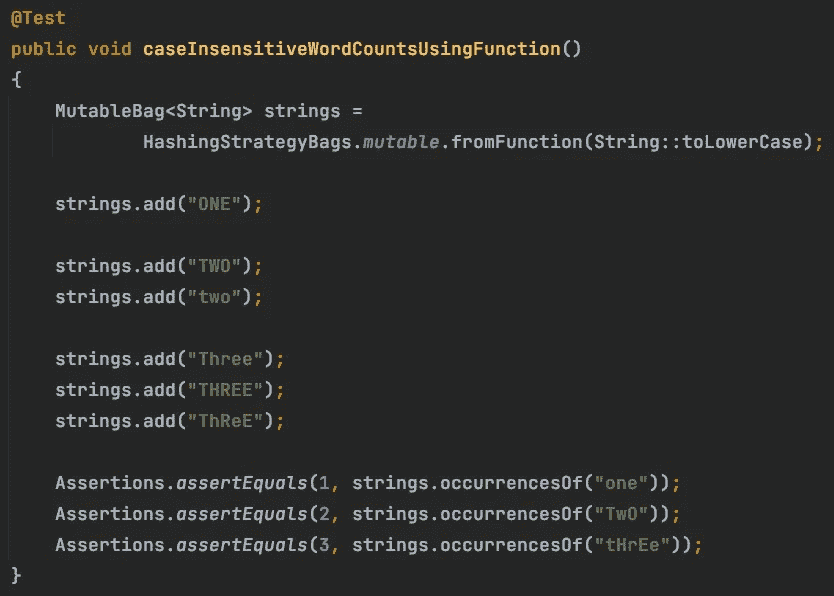 @Test
public void caseInsensitiveWordCountsUsingFunction()
{
MutableBag<String> strings =
HashingStrategyBags.mutable.fromFunction(String::toLowerCase);
strings.add("ONE");
strings.add("TWO");
strings.add("two");
strings.add("Three");
strings.add("THREE");
strings.add("ThReE");
Assertions.assertEquals(1, strings.occurrencesOf("one"));
Assertions.assertEquals(2, strings.occurrencesOf("TwO"));
Assertions.assertEquals(3, strings.occurrencesOf("tHrEe"));
}